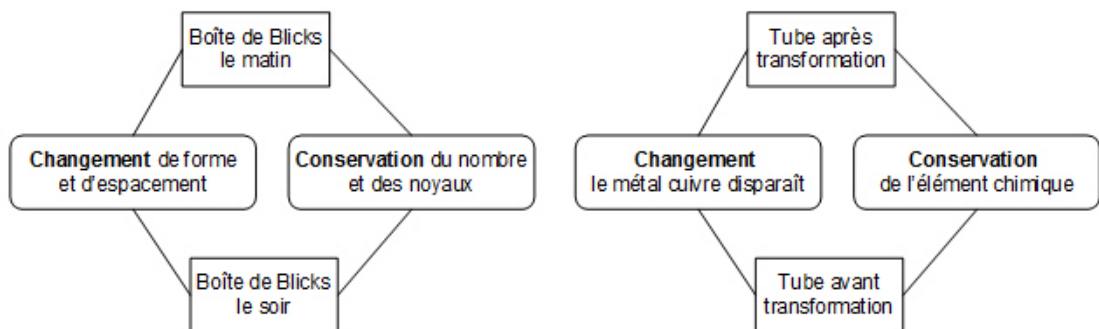 Boîte de Blicks
le matin
Changement de forme
et d'espacement
Conservation du nombre
et des noyaux
Boîte de Blicks
le soir
Tube après
transformation
Changement
le métal cuivre disparaît
Conservation
de l'élément chimique
Tube avant
transformation